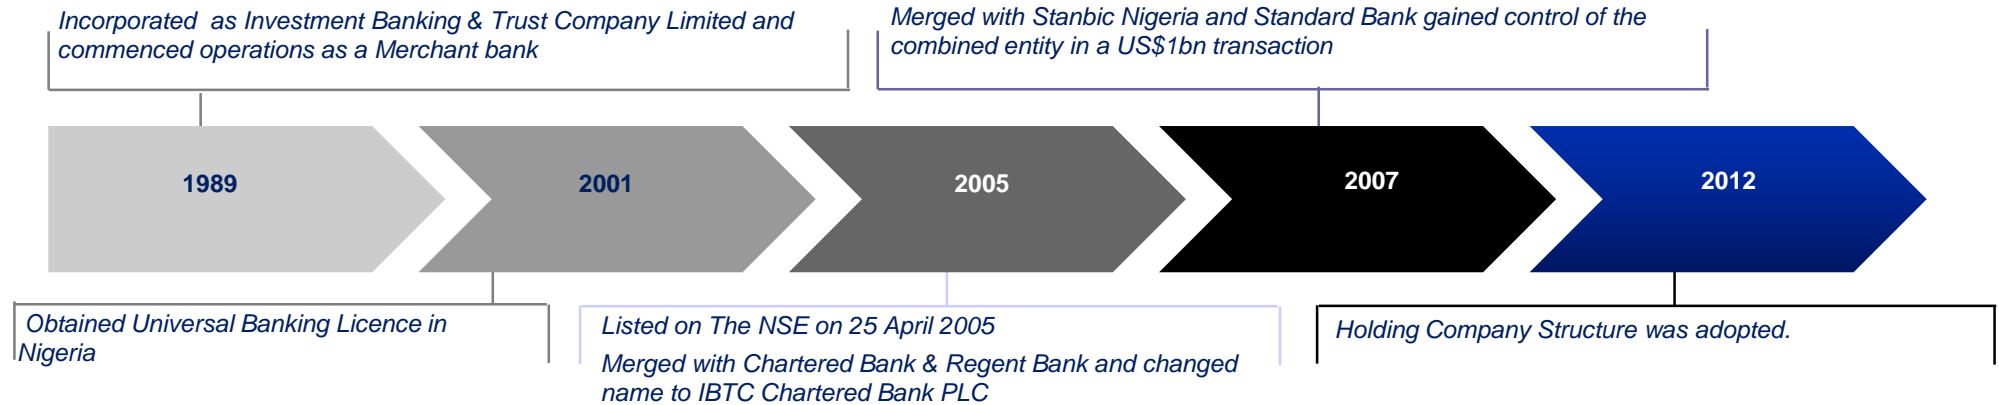 Incorporated  as Investment Banking & Trust Company Limited and
commenced operations as a Merchant bank
Merged with Stanbic Nigeria and Standard Bank gained control of the
combined entity in a US$1bn transaction
1989
2001
2005
2007
2012
Obtained Universal Banking Licence in
Nigeria
Listed on The NSE on 25 April 2005
Merged with Chartered Bank & Regent Bank and changed
name to IBTC Chartered Bank PLC
Holding Company Structure was adopted.